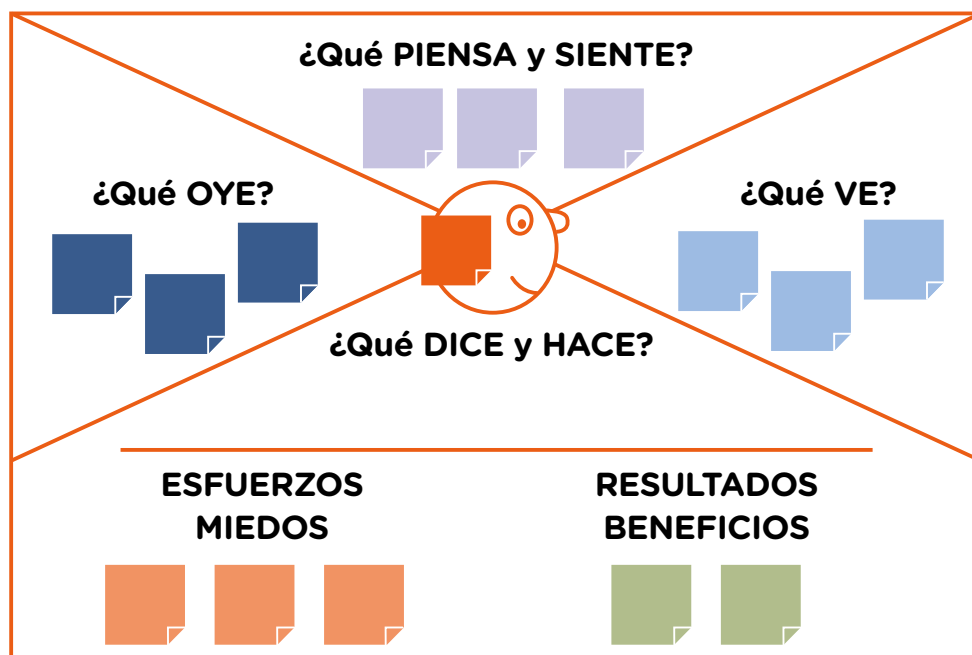 ¿Qué PIENSA y SIENTE?
¿Qué OYE?
¿Qué VE?
¿Qué DICE y HACE?
ESFUERZOS
MIEDOS
RESULTADOS
BENEFICIOS